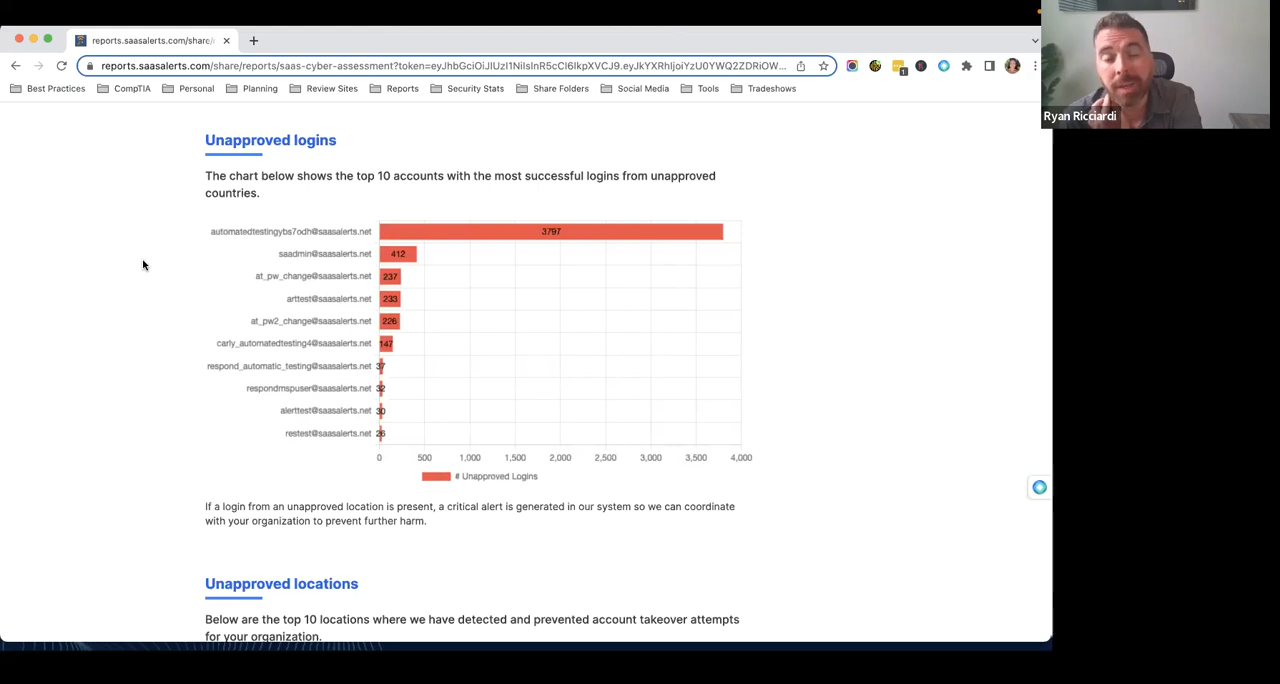 reports.saasalerts.com/share/r
reports.saasalerts.com/share/reports/saas-cyber-assessment?token=eyJhbGciOiJIUzI1NiIsInR5cCI6IkpXVCJ9.eyJkYXRhIjoiYzU0YWQ2ZDRiOW...
1
Best Practices
CompTIA
Personal
Planning
Review Sites
Reports
Security Stats
Share Folders
Social Media
Tools
Tradeshows
Ryan Ricciardi
Unapproved logins
The chart below shows the top 10 accounts with the most successful logins from unapproved
countries.
automatedtestingybs7odh@saasalerts.net 3797
saadmin@saasalerts.net 412
at_pw_change@saasalerts.net 237
arttest@saasalerts.net 233
at_pw2_change@saasalerts.net 226
carly_automatedtesting4@saasalerts.net 147
respond_automatic_testing@saasalerts.net 37
respondmspuser@saasalerts.net 32
alerttest@saasalerts.net 30
restest@saasalerts.net 26
0 500 1,000 1,500 2,000 2,500 3,000 3,500 4,000
# Unapproved Logins
If a login from an unapproved location is present, a critical alert is generated in our system so we can coordinate
with your organization to prevent further harm.
Unapproved locations
Below are the top 10 locations where we have detected and prevented account takeover attempts
for your organization.